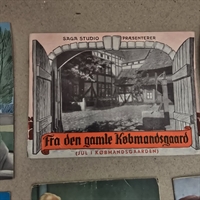 SAGA STUDIO PRÆSENTERER
Fra den gamle Købmandsgaard
(JUL I KØBMANDSGAARDEN)